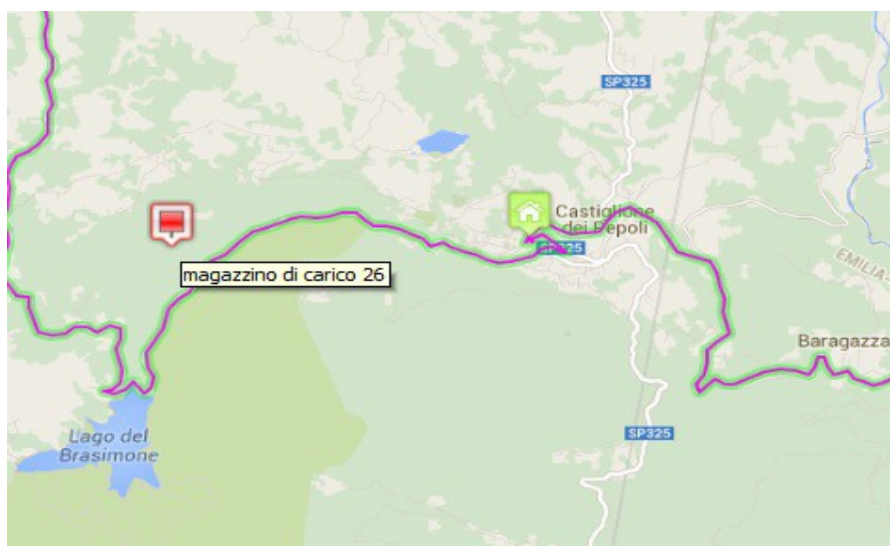 SP325
Castiglione
dei Pepoli
SP325
magazzino di carico 26
EMILIA-
Baragazza
Lago del
Brasimone
SP325